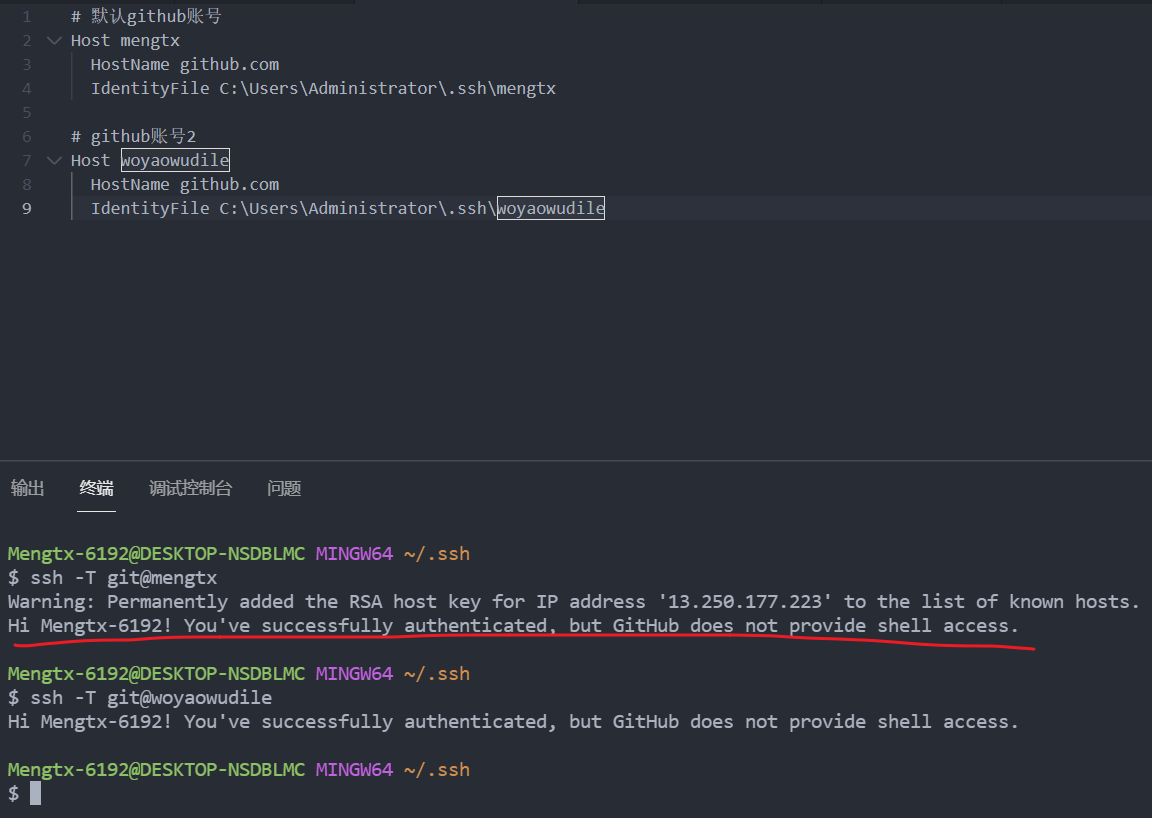 1 # 默认github账号
2 Host mengtx
3 HostName github.com
4 IdentityFile C:\Users\Administrator\.ssh\mengtx
5
6 # github账号2
7 Host woyaowudile
8 HostName github.com
9 IdentityFile C:\Users\Administrator\.ssh\woyaowudile
输出 终端 调试控制台 问题
Mengtx-6192@DESKTOP-NSDBLMC MINGW64 ~/.ssh
$ ssh -T git@mengtx
Warning: Permanently added the RSA host key for IP address '13.250.177.223' to the list of known hosts.
Hi Mengtx-6192! You've successfully authenticated, but GitHub does not provide shell access.
Mengtx-6192@DESKTOP-NSDBLMC MINGW64 ~/.ssh
$ ssh -T git@woyaowudile
Hi Mengtx-6192! You've successfully authenticated, but GitHub does not provide shell access.
Mengtx-6192@DESKTOP-NSDBLMC MINGW64 ~/.ssh
$